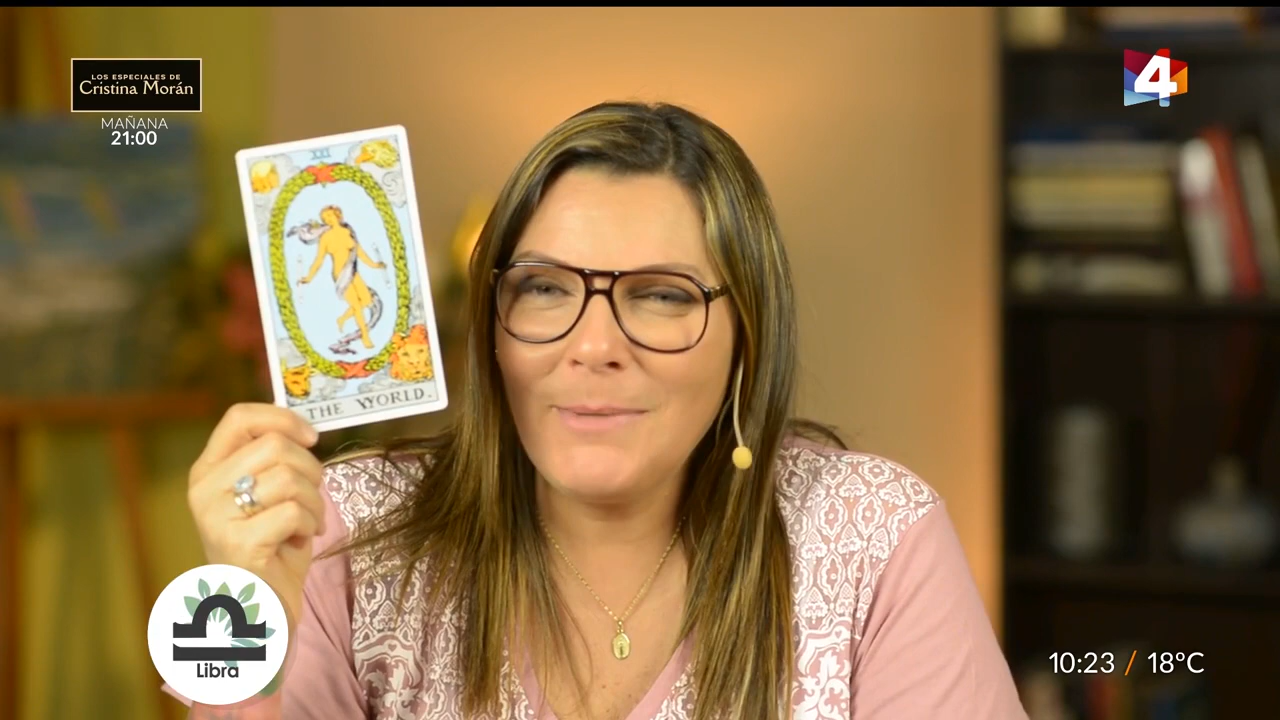 LOS ESPECIALES DE
Cristina Morán
MAÑANA
21:00
4
XXI
THE WORLD.
Libra
10:23 / 18°C